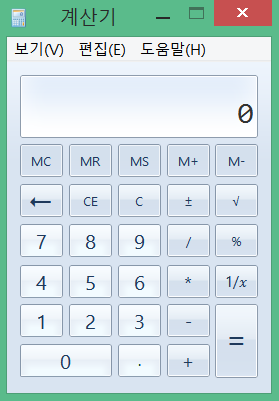 계산기
보기(V) 편집(E) 도움말(H)
0
MC MR MS M+ M-
← CE C ± √
7 8 9 / %
4 5 6 * 1/x
1 2 3 - =
0 . +